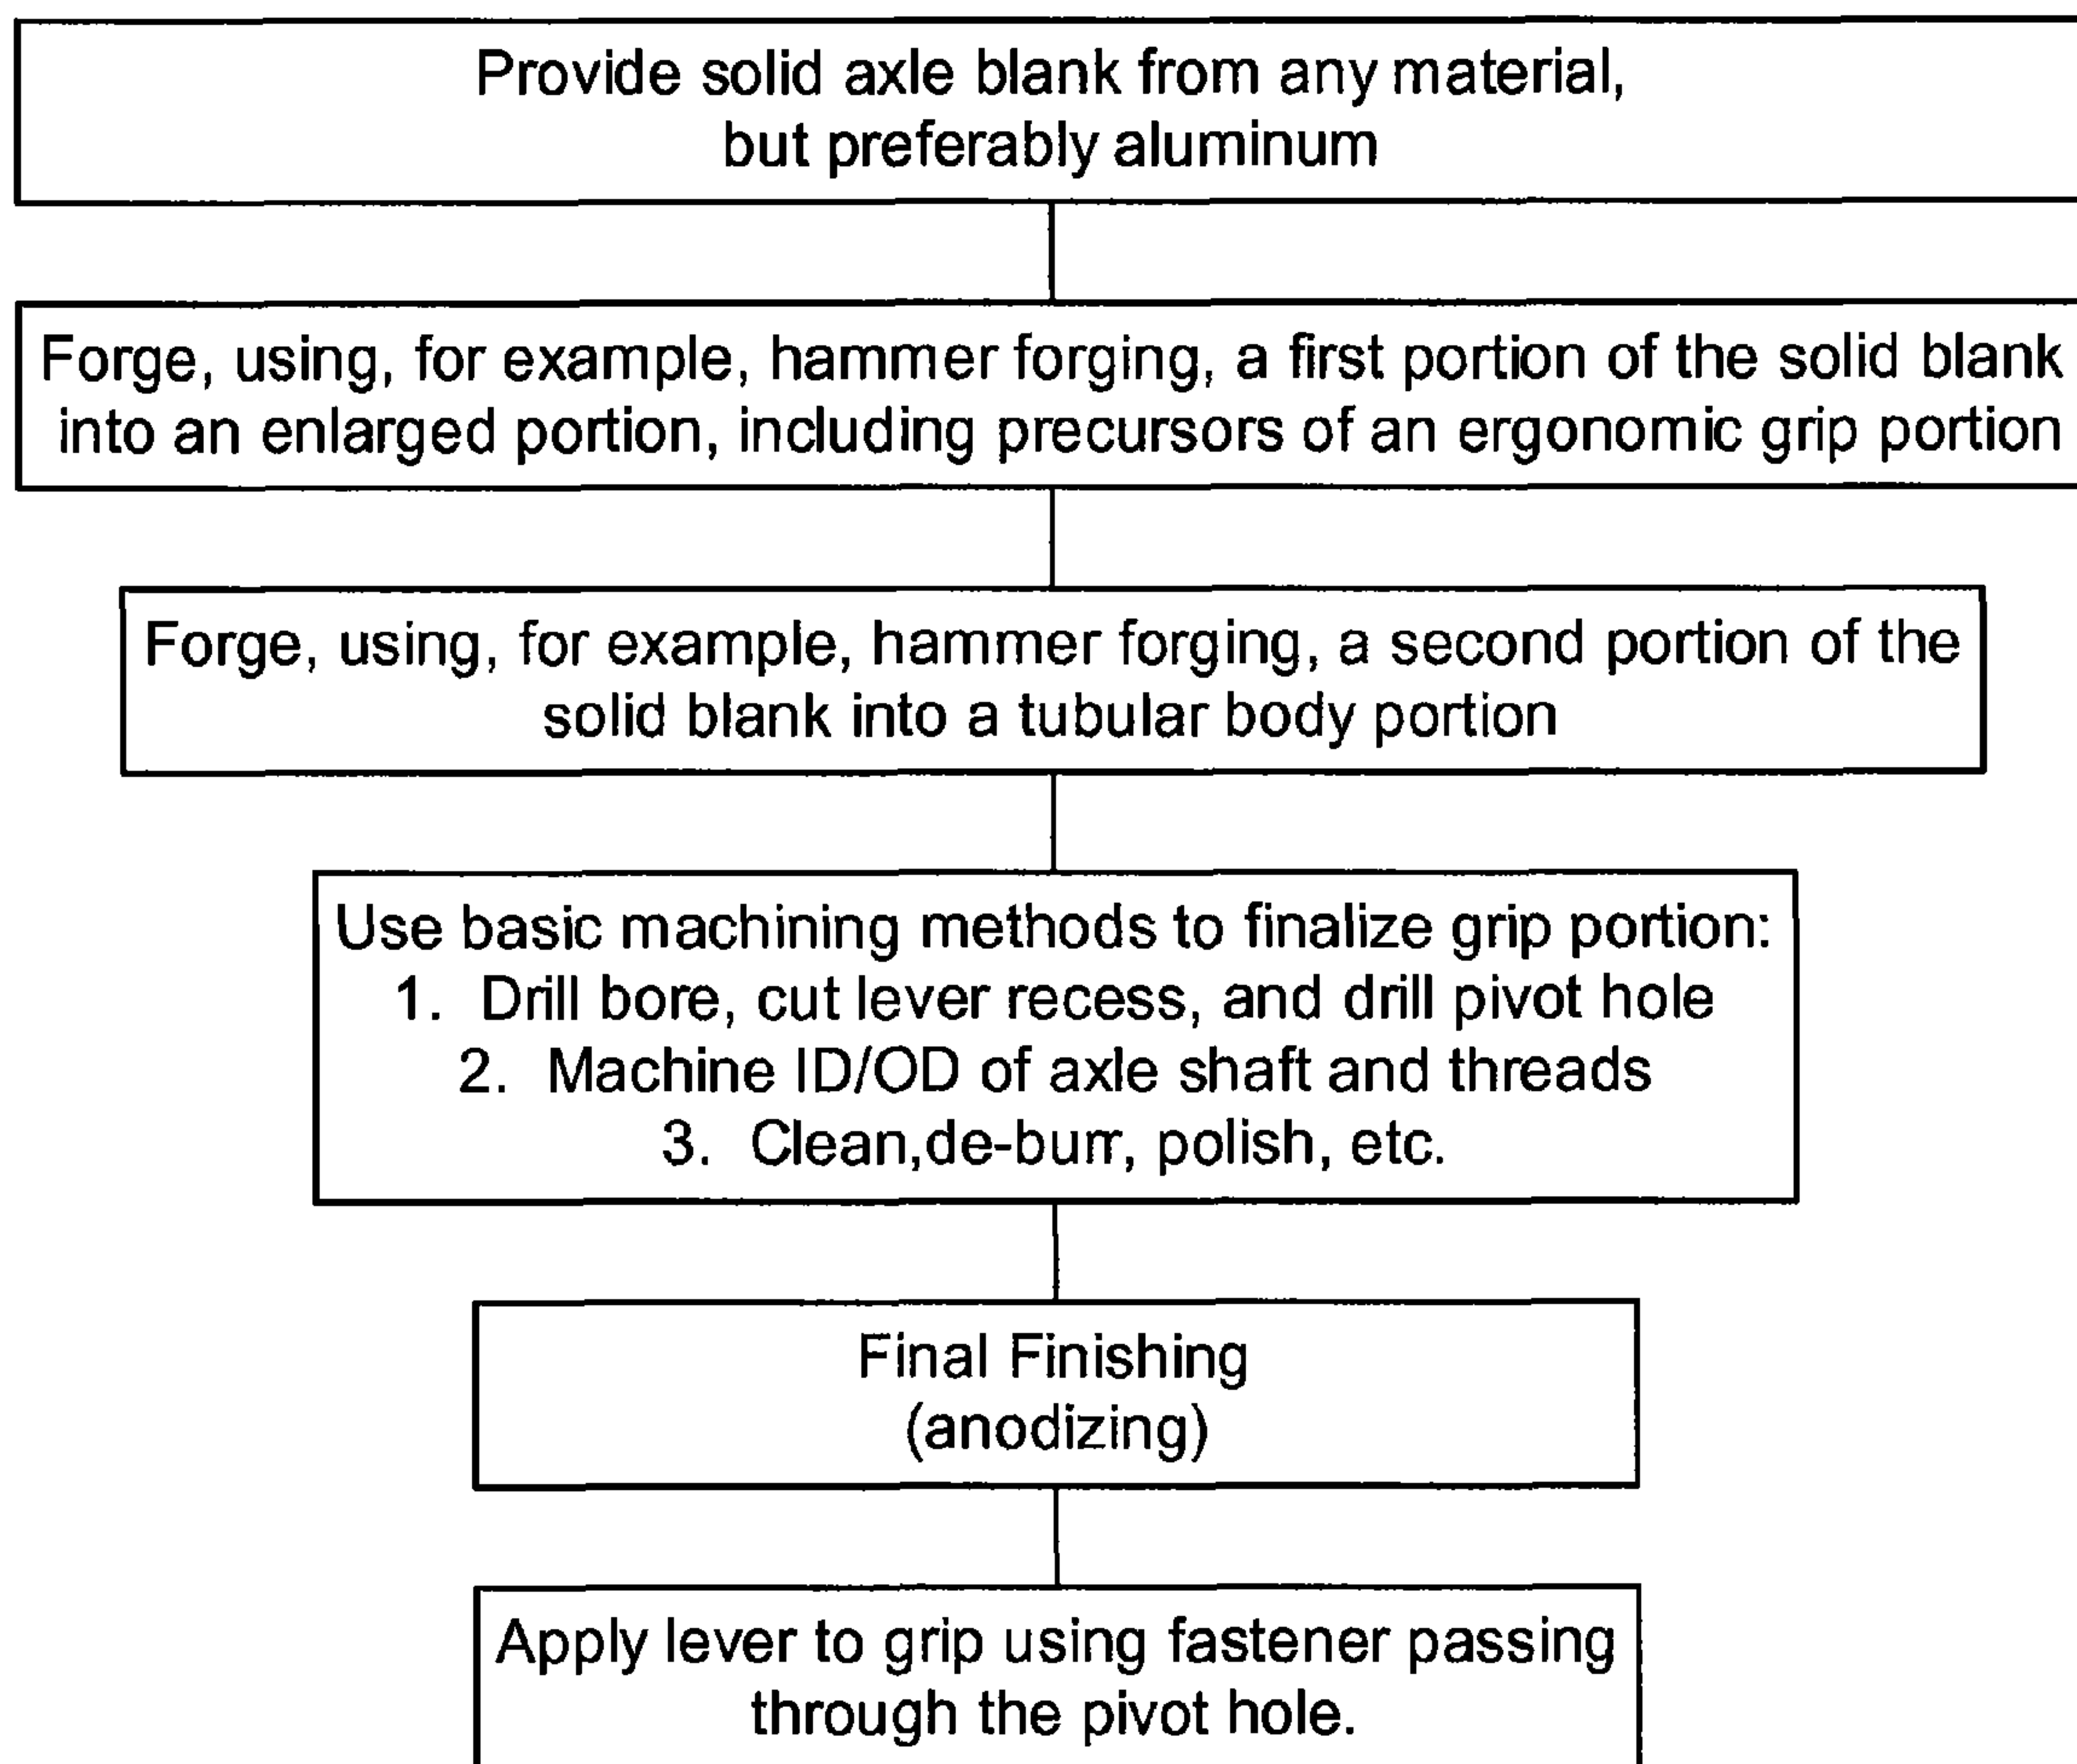 Provide solid axle blank from any material,
but preferably aluminum
Forge, using, for example, hammer forging, a first portion of the solid blank
into an enlarged portion, including precursors of an ergonomic grip portion
Forge, using, for example, hammer forging, a second portion of the
solid blank into a tubular body portion
Use basic machining methods to finalize grip portion:
1. Drill bore, cut lever recess, and drill pivot hole
2. Machine ID/OD of axle shaft and threads
3. Clean,de-burr, polish, etc.
Final Finishing
(anodizing)
Apply lever to grip using fastener passing
through the pivot hole.